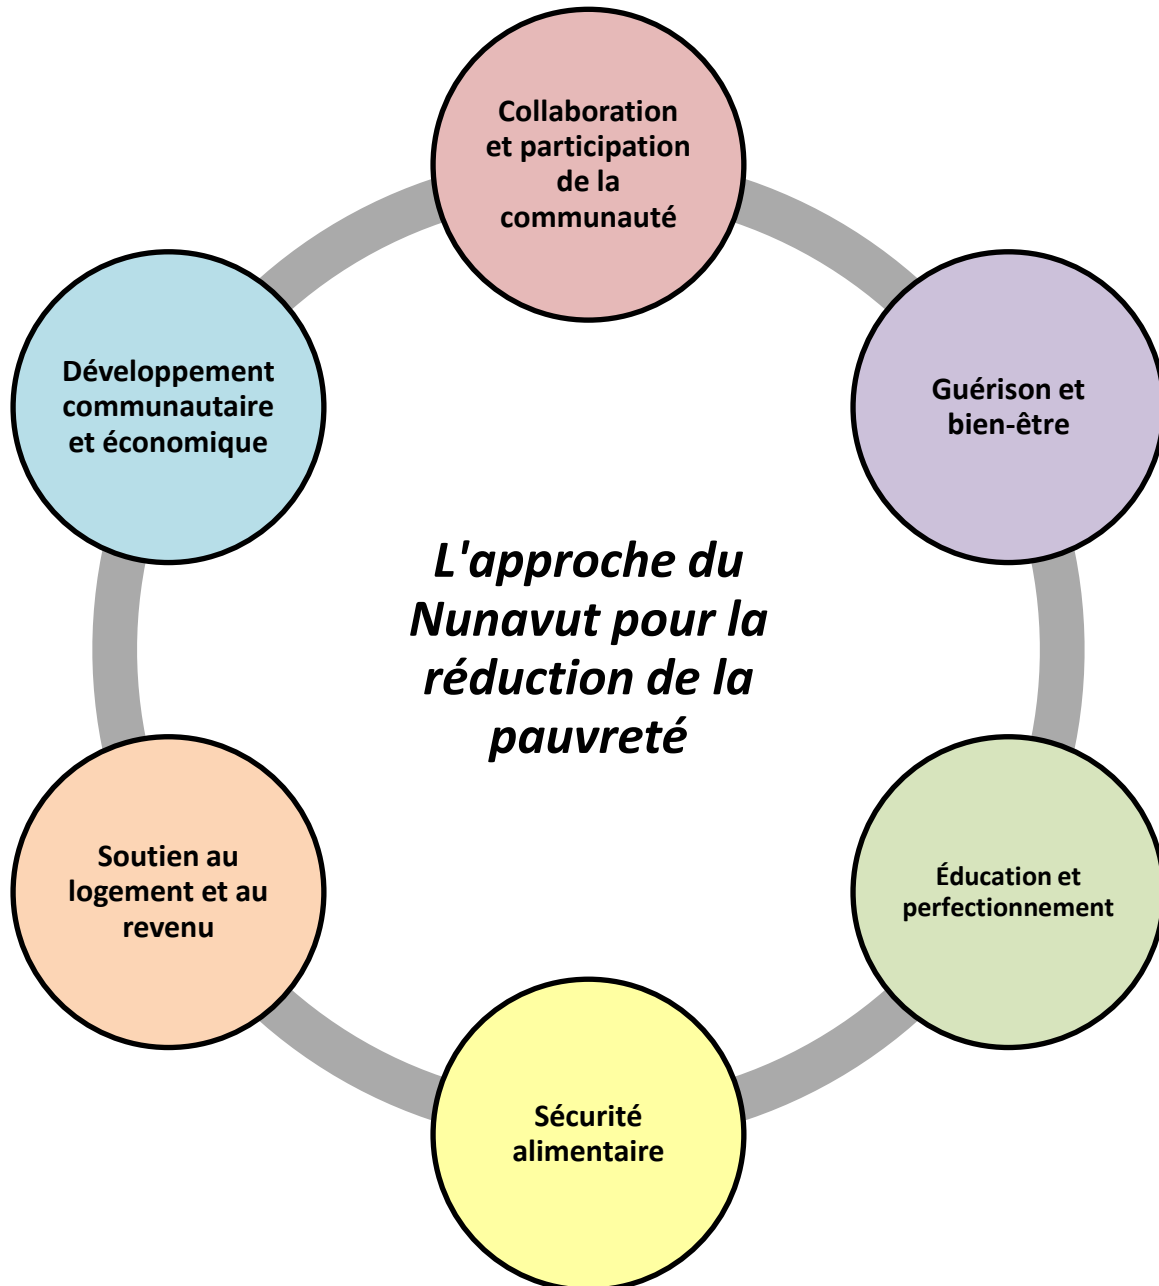 Collaboration
et participation
de la
communauté
Guérison et
bien-être
Éducation et
perfectionnement
Sécurité
alimentaire
Soutien au
logement et au
revenu
Développement
communautaire
et économique
L'approche du
Nunavut pour la
réduction de la
pauvreté